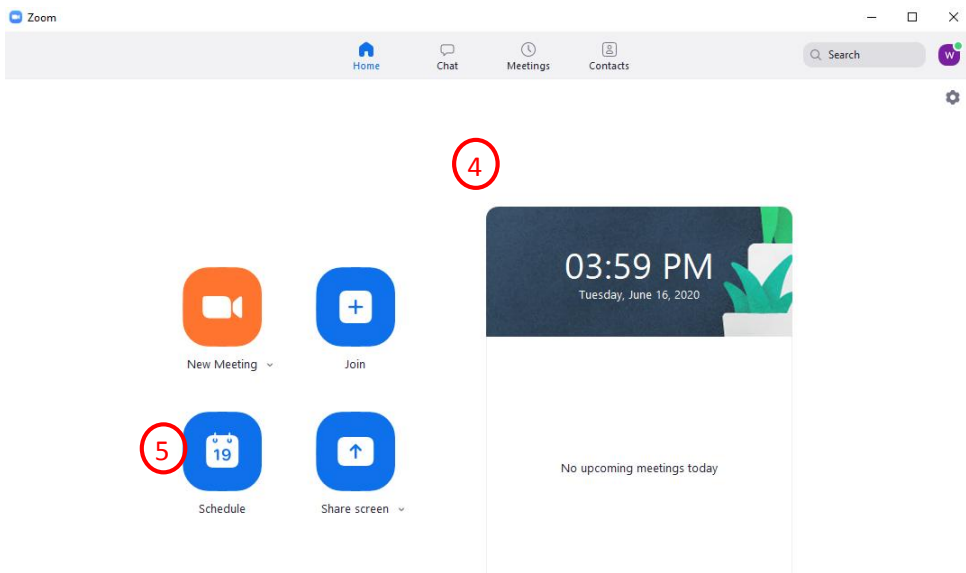 Zoom
Home
Chat
Meetings
Contacts
Search
W
4
03:59 PM
Tuesday, June 16, 2020
New Meeting
Join
5
19
Schedule
Share screen
No upcoming meetings today